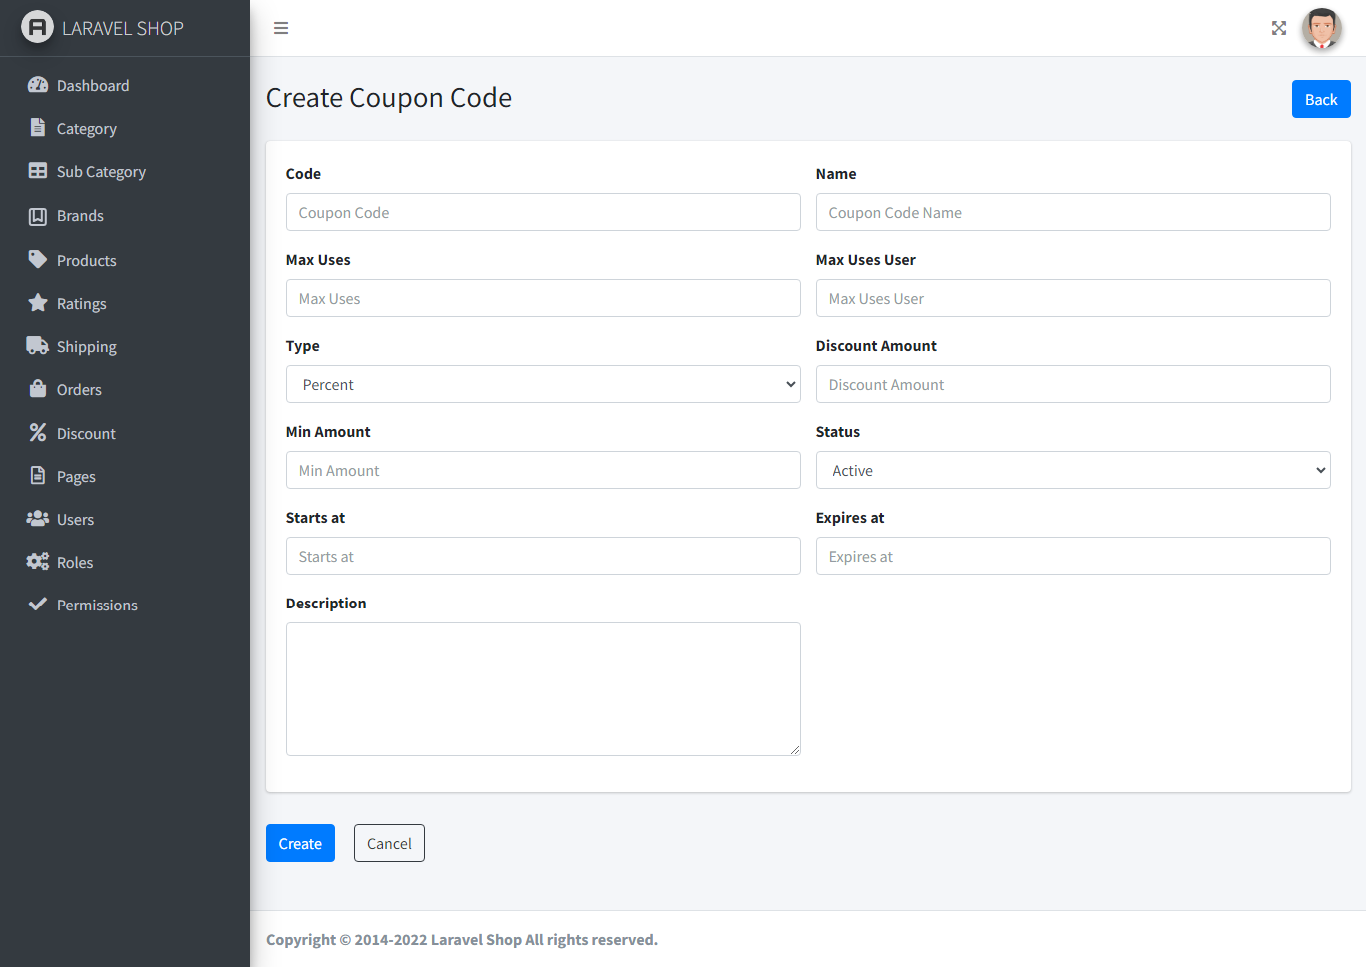 LARAVEL SHOP
Dashboard
Category
Sub Category
Brands
Products
Ratings
Shipping
Orders
Discount
Pages
Users
Roles
Permissions
Create Coupon Code
Back
Code
Name
Coupon Code
Coupon Code Name
Max Uses
Max Uses User
Max Uses
Max Uses User
Type
Discount Amount
Percent
Discount Amount
Min Amount
Status
Min Amount
Active
Starts at
Expires at
Starts at
Expires at
Description
Create
Cancel
Copyright © 2014-2022 Laravel Shop All rights reserved.